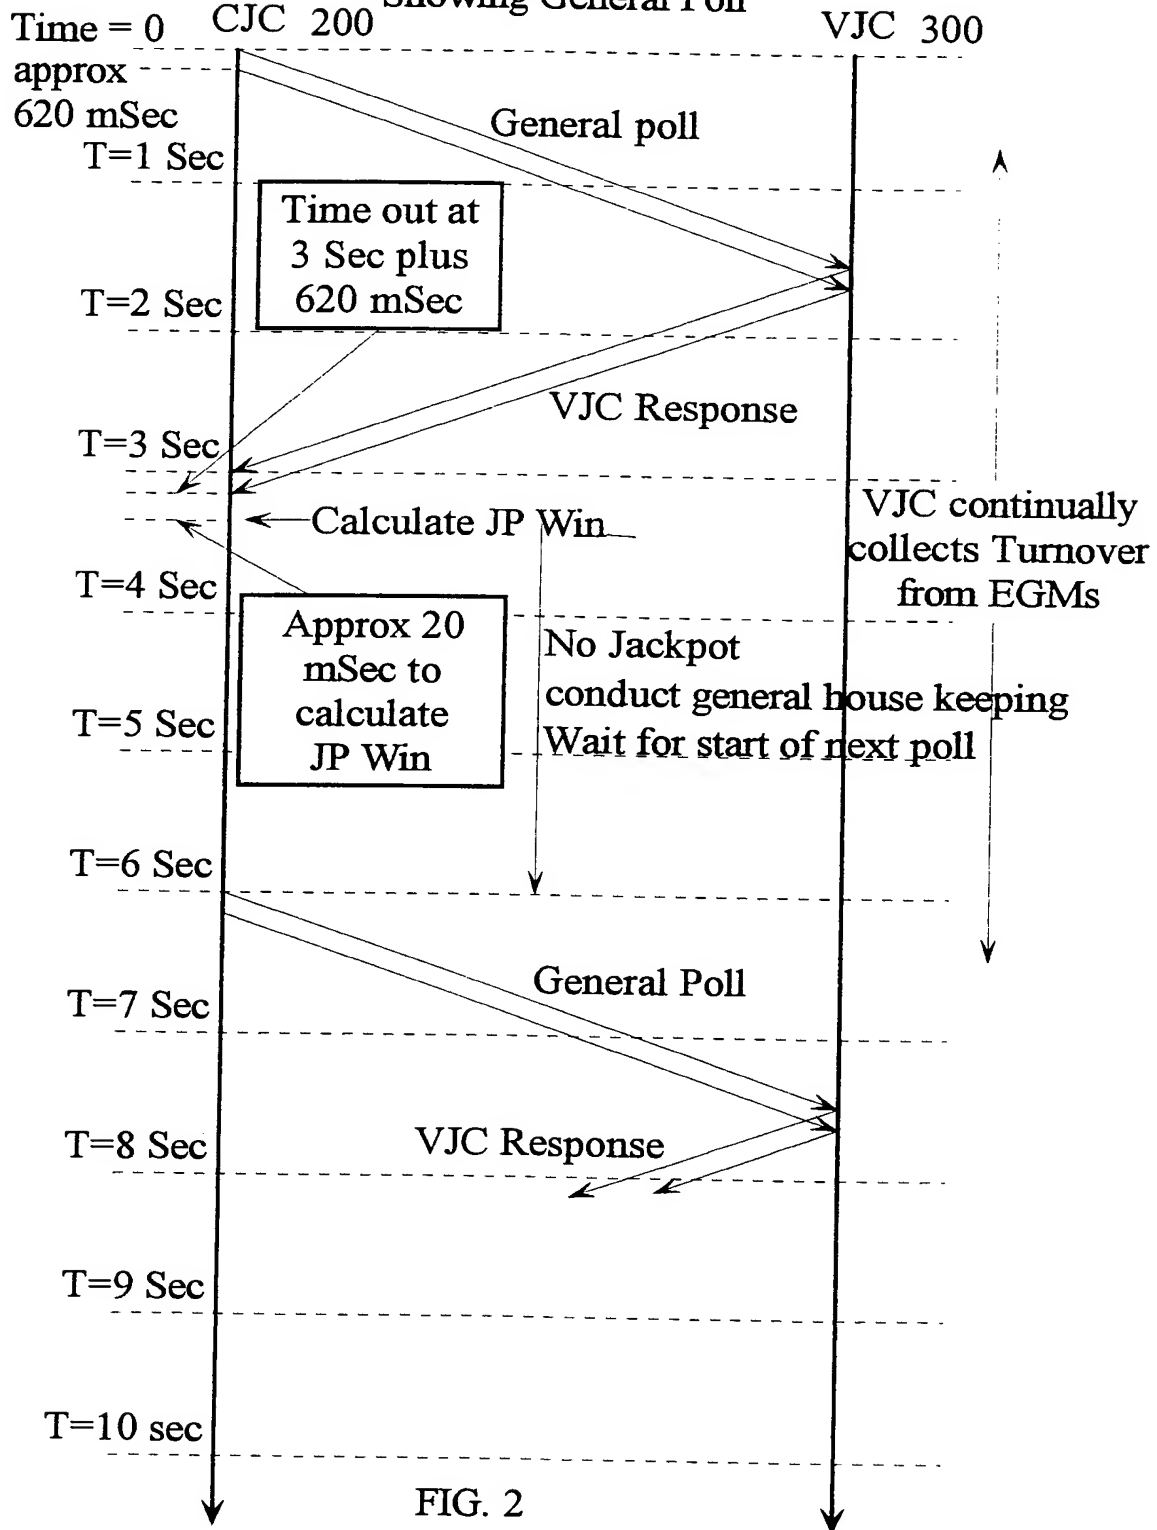 Showing General Poll
Time = 0 CJC 200 VJC 300
approx
620 mSec
General poll
T=1 Sec
Time out at
3 Sec plus
620 mSec
T=2 Sec
VJC Response
T=3 Sec
VJC continually
collects Turnover
from EGMs
Calculate JP Win
T=4 Sec
Approx 20
mSec to
calculate
JP Win
No Jackpot
conduct general house keeping
Wait for start of next poll
T=5 Sec
T=6 Sec
General Poll
T=7 Sec
T=8 Sec
VJC Response
T=9 Sec
T=10 sec
FIG. 2